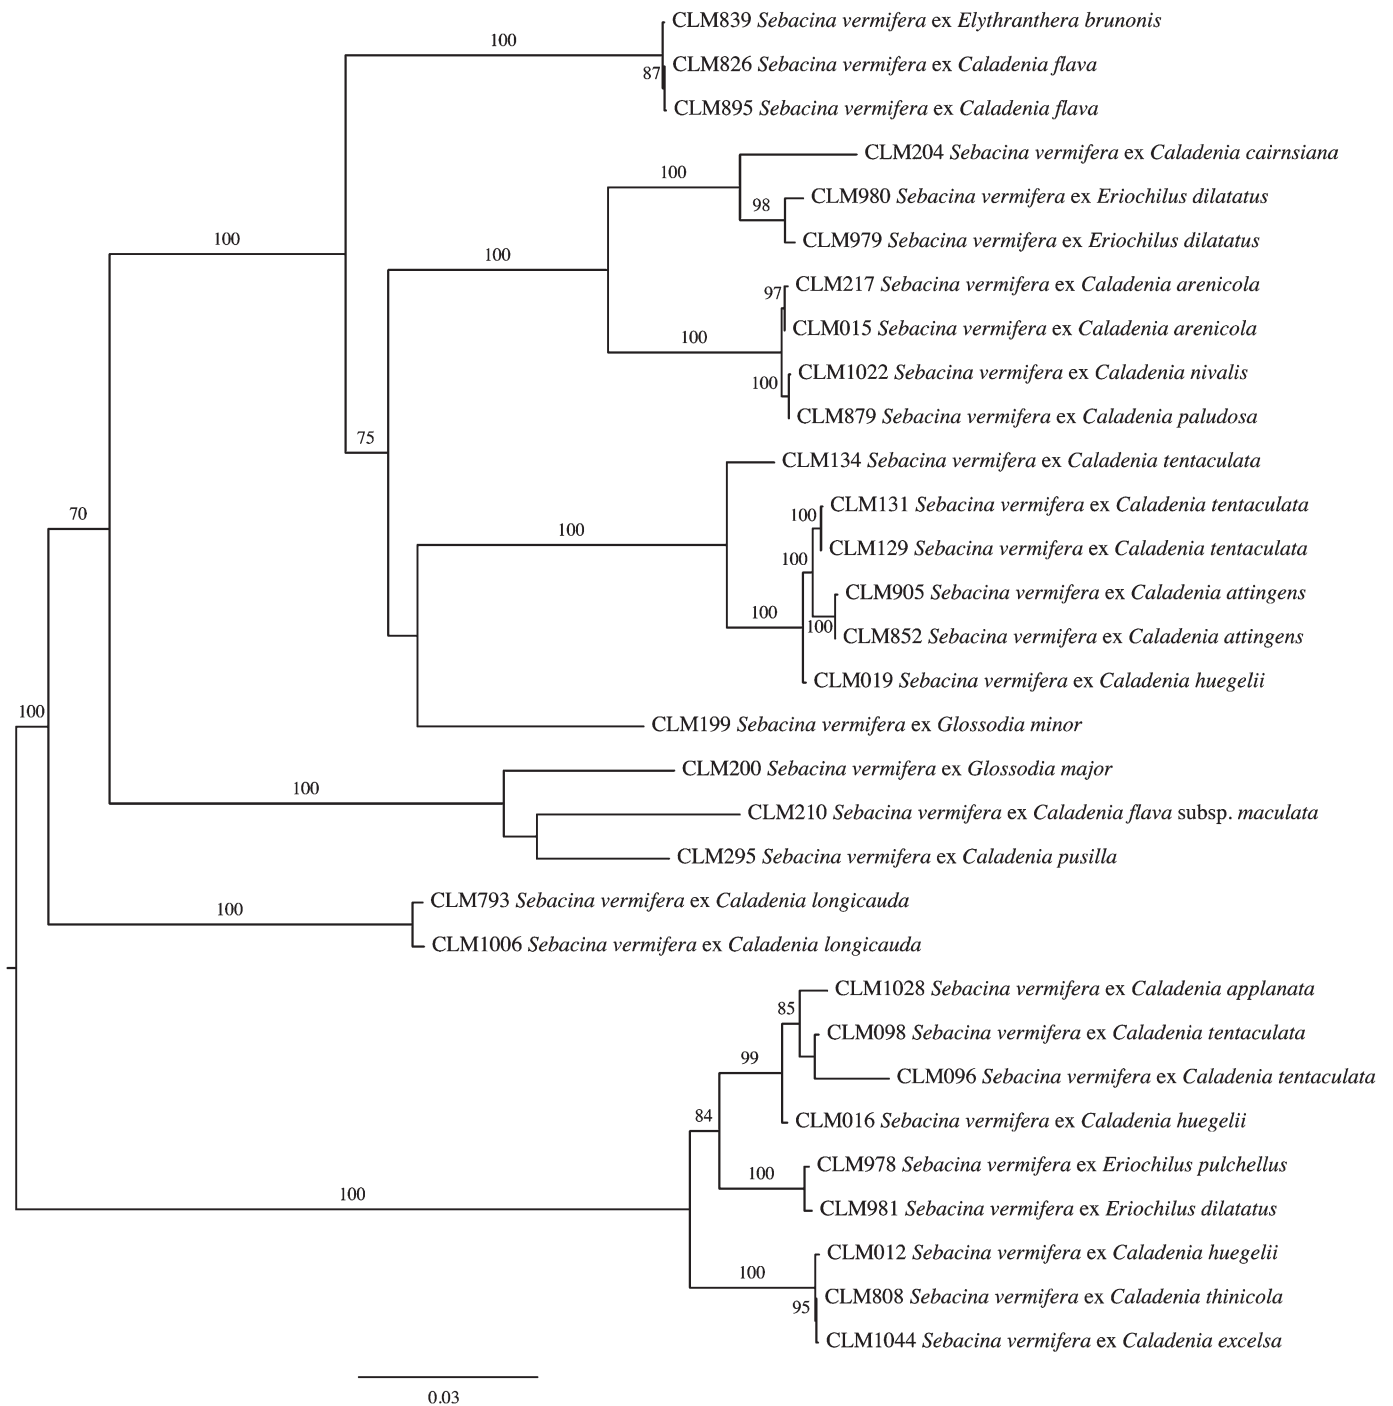 CLM839 Sebacina vermifera ex Elythranthera brunonis
100
87
CLM826 Sebacina vermifera ex Caladenia flava
CLM895 Sebacina vermifera ex Caladenia flava
CLM204 Sebacina vermifera ex Caladenia cairnsiana
100
CLM980 Sebacina vermifera ex Eriochilus dilatatus
98
100
CLM979 Sebacina vermifera ex Eriochilus dilatatus
100
CLM217 Sebacina vermifera ex Caladenia arenicola
97
CLM015 Sebacina vermifera ex Caladenia arenicola
100
CLM1022 Sebacina vermifera ex Caladenia nivalis
100
CLM879 Sebacina vermifera ex Caladenia paludosa
75
CLM134 Sebacina vermifera ex Caladenia tentaculata
CLM131 Sebacina vermifera ex Caladenia tentaculata
70
100
100
CLM129 Sebacina vermifera ex Caladenia tentaculata
100
CLM905 Sebacina vermifera ex Caladenia attingens
100
100
CLM852 Sebacina vermifera ex Caladenia attingens
CLM019 Sebacina vermifera ex Caladenia huegelii
100
CLM199 Sebacina vermifera ex Glossodia minor
CLM200 Sebacina vermifera ex Glossodia major
100
CLM210 Sebacina vermifera ex Caladenia flava subsp. maculata
CLM295 Sebacina vermifera ex Caladenia pusilla
CLM793 Sebacina vermifera ex Caladenia longicauda
100
CLM1006 Sebacina vermifera ex Caladenia longicauda
CLM1028 Sebacina vermifera ex Caladenia applanata
85
CLM098 Sebacina vermifera ex Caladenia tentaculata
99
CLM096 Sebacina vermifera ex Caladenia tentaculata
84
CLM016 Sebacina vermifera ex Caladenia huegelii
CLM978 Sebacina vermifera ex Eriochilus pulchellus
100
100
CLM981 Sebacina vermifera ex Eriochilus dilatatus
CLM012 Sebacina vermifera ex Caladenia huegelii
100
CLM808 Sebacina vermifera ex Caladenia thinicola
95
CLM1044 Sebacina vermifera ex Caladenia excelsa
0.03